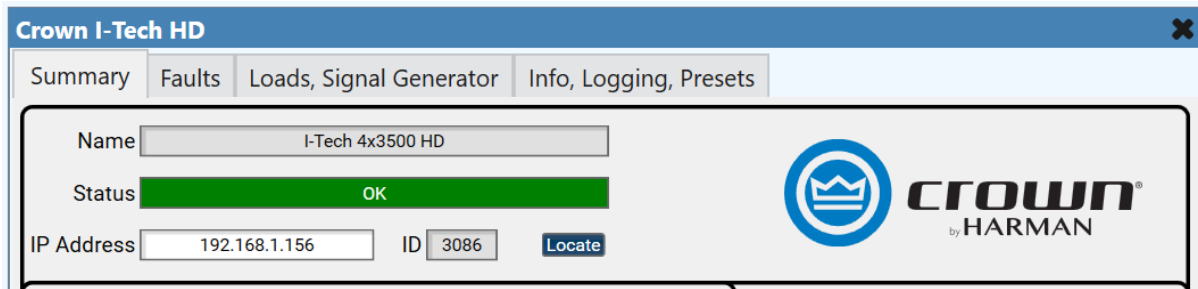 Crown I-Tech HD
Summary Faults Loads, Signal Generator Info, Logging, Presets
Name I-Tech 4x3500 HD
Status OK
IP Address 192.168.1.156 ID 3086 Locate
crown®
by HARMAN